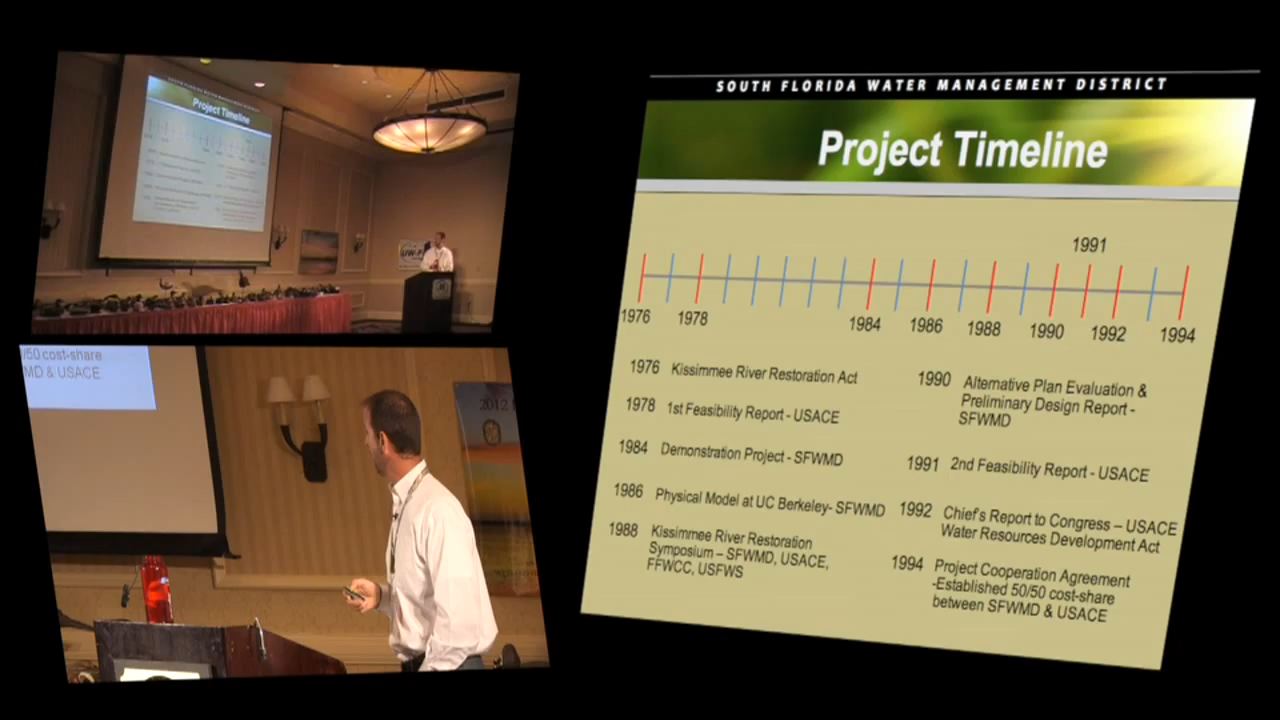 SOUTH FLORIDA WATER MANAGEMENT DISTRICT
Project Timeline
1991
1976 1978 1984 1986 1988 1990 1992 1994
1976 Kissimmee River Restoration Act
1978 1st Feasibility Report - USACE
1984 Demonstration Project - SFWMD
1986 Physical Model at UC Berkeley- SFWMD
1988 Kissimmee River Restoration
Symposium – SFWMD, USACE,
FFWCC, USFWS
1990 Alternative Plan Evaluation &
Preliminary Design Report -
SFWMD
1991 2nd Feasibility Report - USACE
1992 Chief's Report to Congress – USACE
Water Resources Development Act
1994 Project Cooperation Agreement
-Established 50/50 cost-share
between SFWMD & USACE
Project Timeline
/50 cost-share
MD & USACE
2012